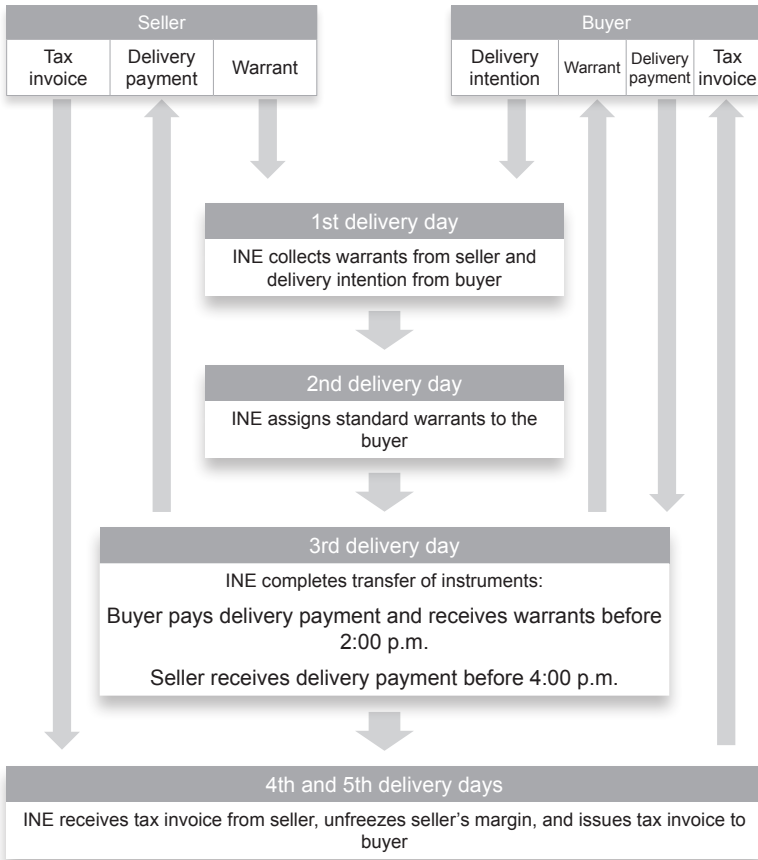 Seller
Tax
invoice
Delivery
payment
Warrant
Buyer
Delivery
intention
Warrant
Delivery
payment
Tax
invoice
1st delivery day
INE collects warrants from seller and
delivery intention from buyer
2nd delivery day
INE assigns standard warrants to the
buyer
3rd delivery day
INE completes transfer of instruments:
Buyer pays delivery payment and receives warrants before
2:00 p.m.
Seller receives delivery payment before 4:00 p.m.
4th and 5th delivery days
INE receives tax invoice from seller, unfreezes seller’s margin, and issues tax invoice to
buyer